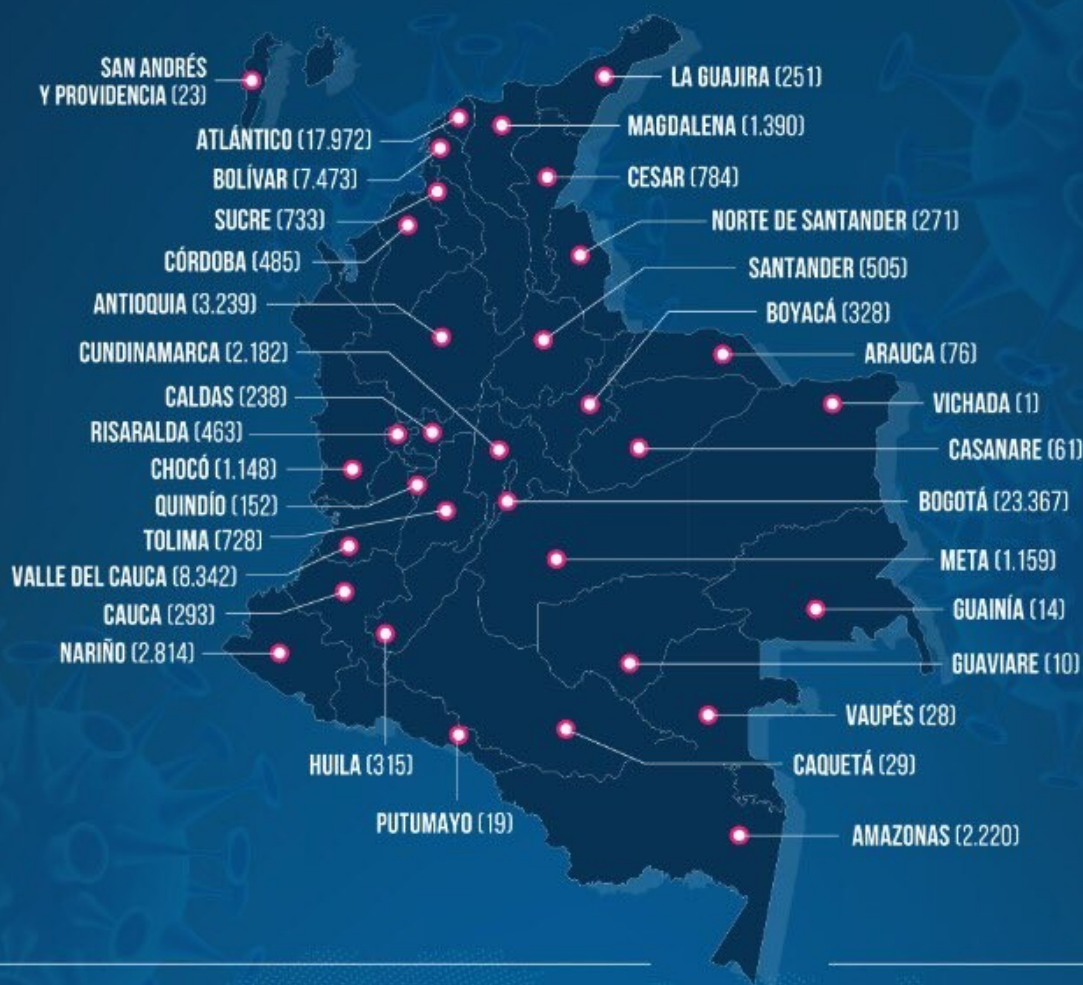 SAN ANDRÉS
Y PROVIDENCIA (23)
ATLÁNTICO (17.972)
BOLÍVAR (7.473)
SUCRE (733)
CÓRDOBA (485)
ANTIOQUIA (3.239)
CUNDINAMARCA (2.182)
CALDAS (238)
RISARALDA (463)
CHOCÓ (1.148)
QUINDÍO (152)
TOLIMA (728)
VALLE DEL CAUCA (8.342)
CAUCA (293)
NARIÑO (2.814)
HUILA (315)
PUTUMAYO (19)
LA GUAJIRA (251)
MAGDALENA (1.390)
CESAR (784)
NORTE DE SANTANDER (271)
SANTANDER (505)
BOYACÁ (328)
ARAUCA (76)
VICHADA (1)
CASANARE (61)
BOGOTÁ (23.367)
META (1.159)
GUAINÍA (14)
GUAVIARE (10)
VAUPÉS (28)
CAQUETÁ (29)
AMAZONAS (2.220)